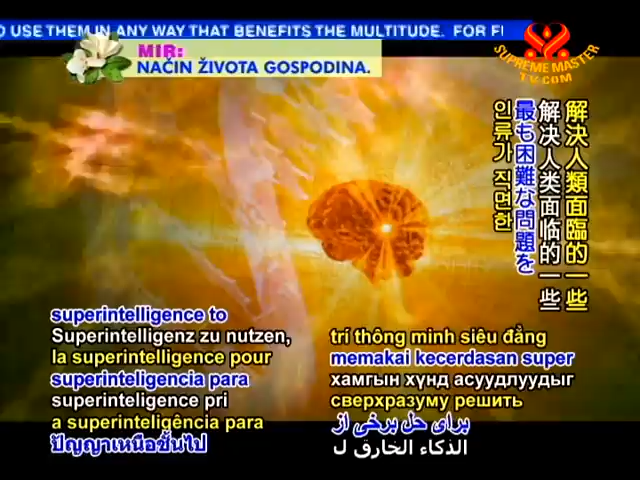 O USE THEM IN ANY WAY THAT BENEFITS THE MULTITUDE. FOR F
MIR:
NAČIN ŽIVOTA GOSPODINA.
SUPREME MASTER
TV.COM
解決人類面臨的一些
解决人类面临的一些
最も困難な問題を
인류가 직면한
superintelligence to
Superintelligenz zu nutzen,
la superintelligence pour
superinteligencia para
superinteligence pri
a superinteligência para
ปัญญาเหนือชั้นไป
trí thông minh siêu đẳng
memakai kecerdasan super
хамгын хүнд асуудлуудыг
сверхразуму решить
برای حل برخی از
الذكاء الخارق ل